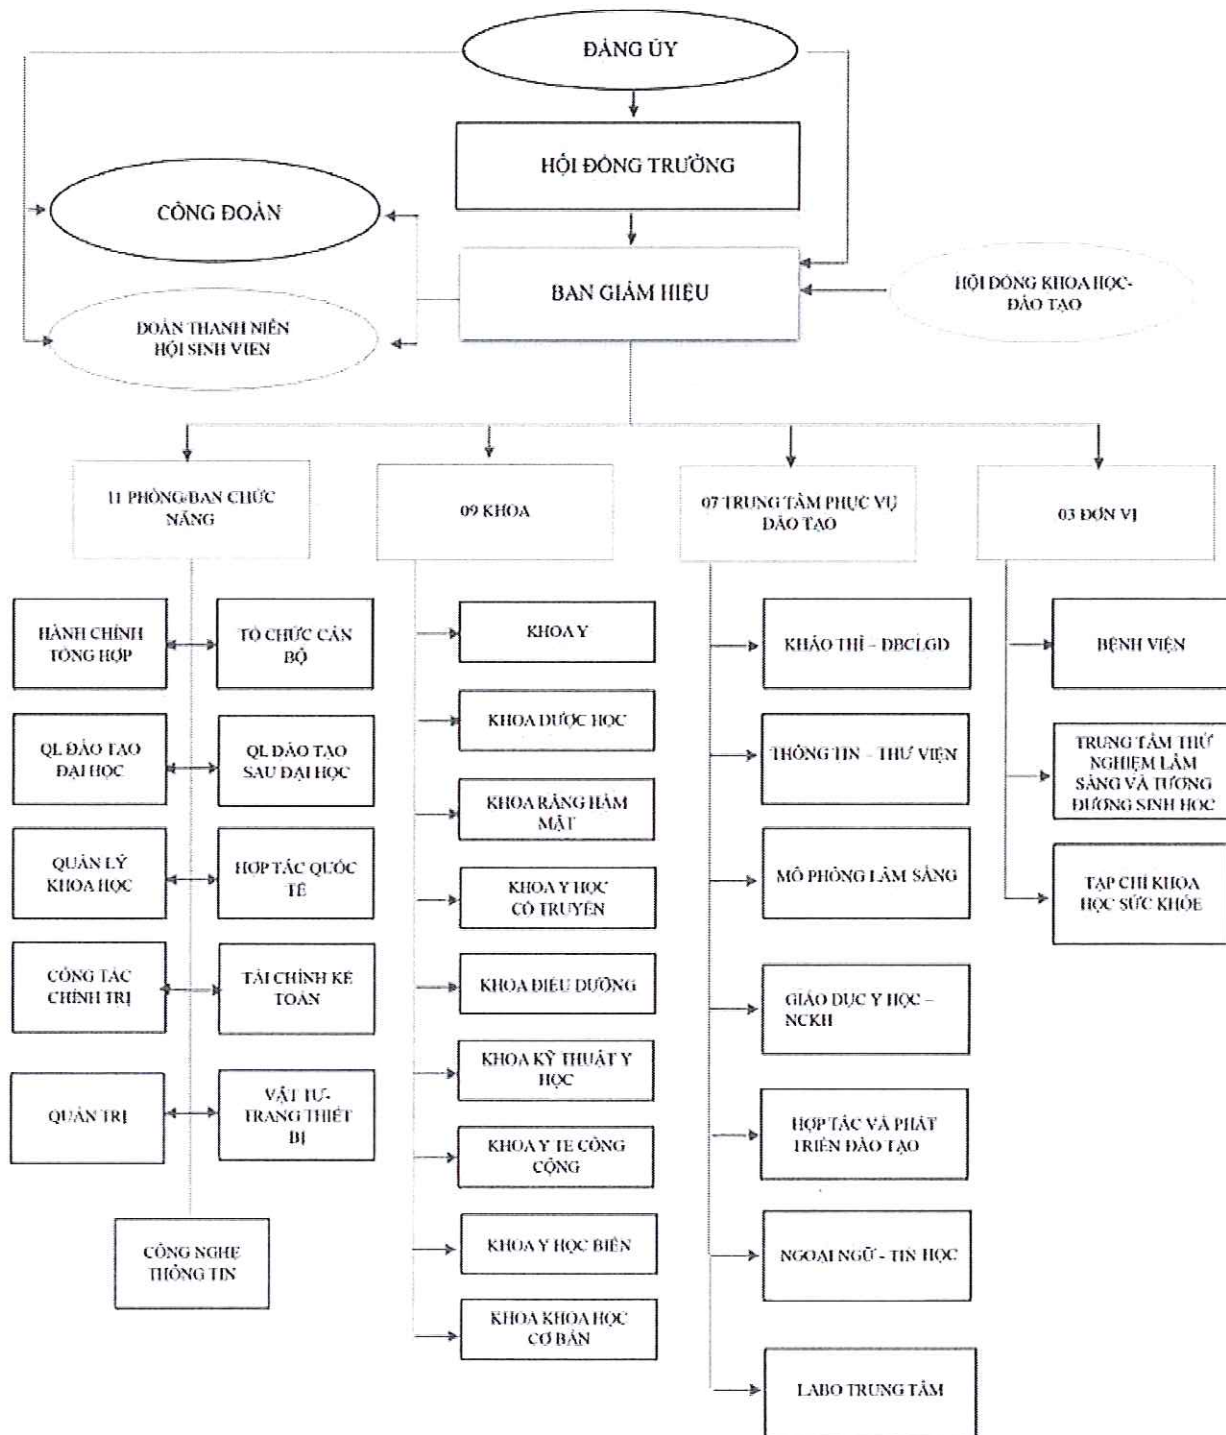 ĐẢNG ỦY
HỘI ĐỒNG TRƯỜNG
CÔNG ĐOÀN
BAN GIÁM HIỆU
HỘI ĐỒNG KHOA HỌC-
ĐÀO TẠO
ĐOÀN THANH NIÊN
HỘI SINH VIÊN
11 PHÒNG/BAN CHỨC
NĂNG
09 KHOA
07 TRUNG TÂM PHỤC VỤ
ĐÀO TẠO
03 ĐƠN VỊ
HÀNH CHÍNH
TỔNG HỢP
TỔ CHỨC CÁN
BỘ
QL ĐÀO TẠO
ĐẠI HỌC
QL ĐÀO TẠO
SAU ĐẠI HỌC
QUẢN LÝ
KHOA HỌC
HỢP TÁC QUỐC
TẾ
CÔNG TÁC
CHÍNH TRỊ
TÀI CHÍNH KẾ
TOÁN
QUẢN TRỊ
VẬT TƯ-
TRANG THIẾT
BỊ
CÔNG NGHỆ
THÔNG TIN
KHOA Y
KHOA DƯỢC HỌC
KHOA RĂNG HÀM
MẶT
KHOA Y HỌC
CỔ TRUYỀN
KHOA ĐIỀU DƯỠNG
KHOA KỸ THUẬT Y
HỌC
KHOA Y TẾ CÔNG
CỘNG
KHOA Y HỌC BIỂN
KHOA KHOA HỌC
CƠ BẢN
KHẢO THÍ – ĐBCLGD
THÔNG TIN – THƯ VIỆN
MÔ PHỎNG LÂM SÀNG
GIÁO DỤC Y HỌC –
NCKH
HỢP TÁC VÀ PHÁT
TRIỂN ĐÀO TẠO
NGOẠI NGỮ - TIN HỌC
LABO TRUNG TÂM
BỆNH VIỆN
TRUNG TÂM THỬ
NGHIỆM LÂM
SÀNG VÀ TƯƠNG
ĐƯƠNG SINH HỌC
TẠP CHÍ KHOA
HỌC SỨC KHỎE